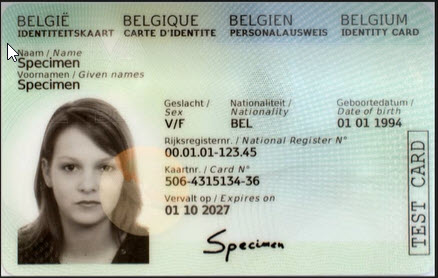 BELGIË BELGIQUE BELGIEN BELGIUM
IDENTITEITSKAART CARTE D'IDENTITE PERSONALAUSWEIS IDENTITY CARD
Naam / Name
Specimen
Voornamen / Given names
Specimen
Geslacht / Nationaliteit / Geboortedatum /
Sex Nationality Date of birth
V/F BEL 01 01 1994
Rijksregisternr. / National Register N°
00.01.01-123.45
Kaartnr. / Card N°
506-4315134-36
Vervalt op / Expires on
01 10 2027
Specimen
TEST CARD